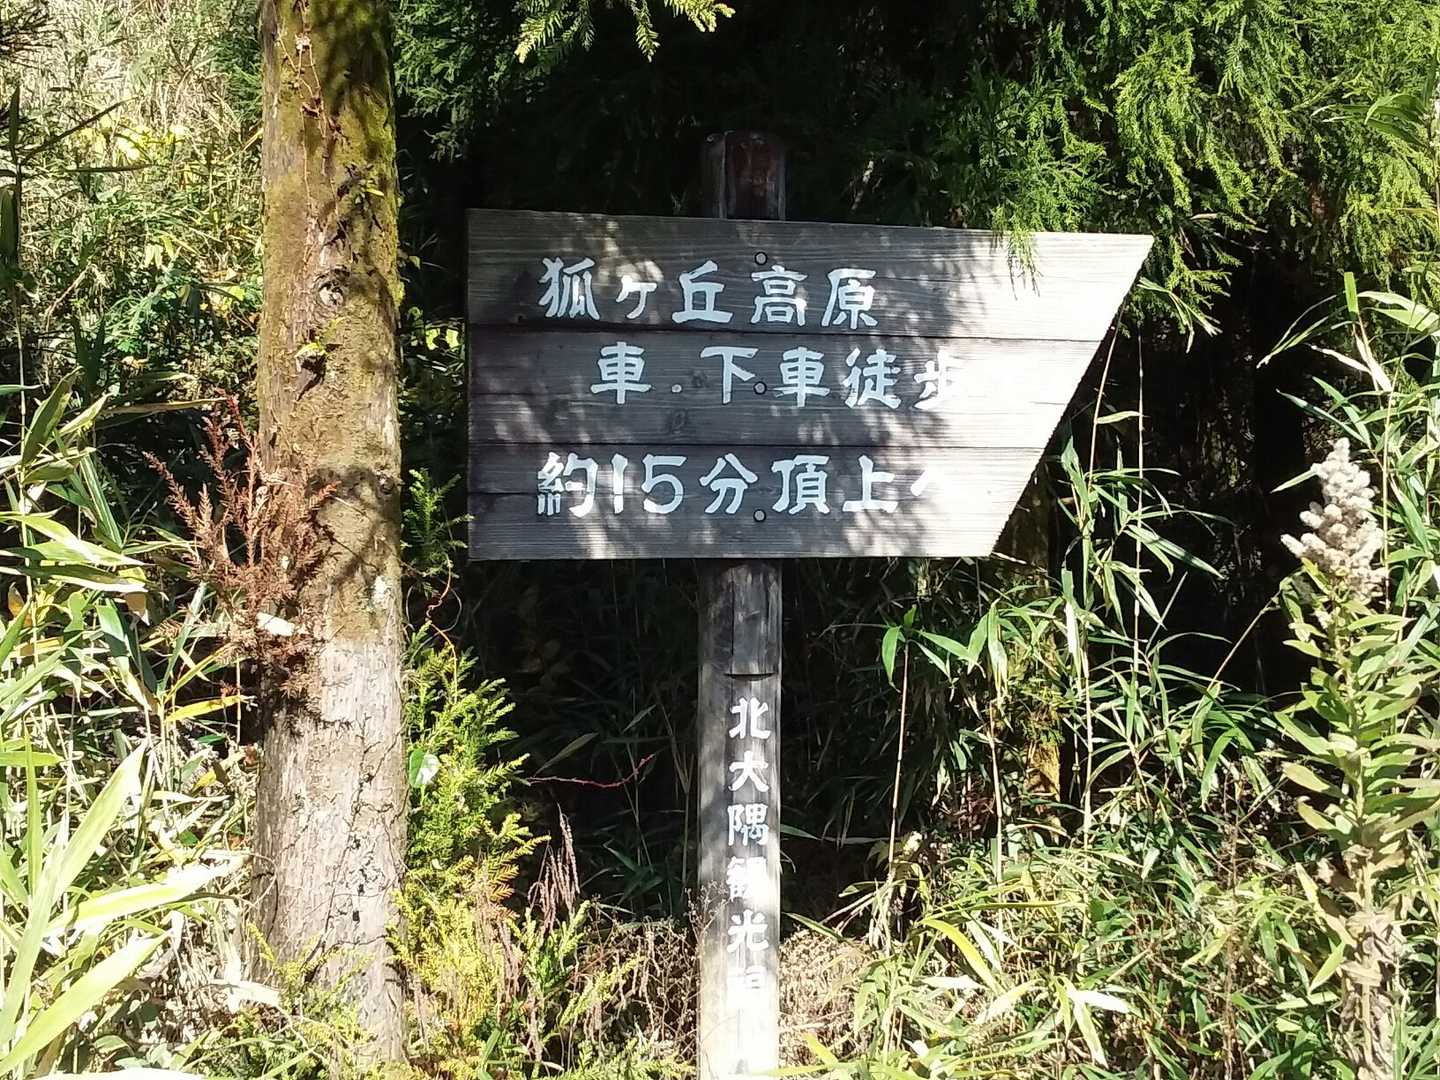 狐ヶ丘高原
車.下車徒歩
約15分頂上へ
北大隅観光